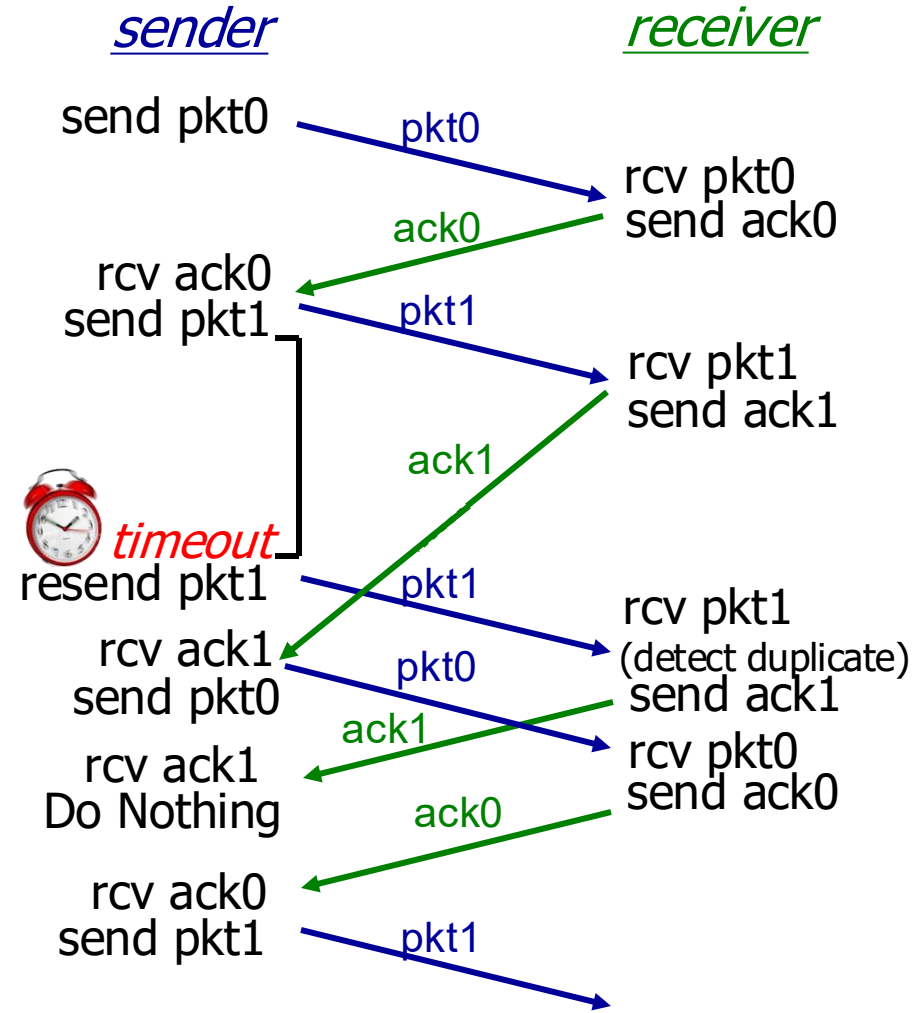 sender
receiver
send pkt0
pkt0
rcv pkt0
send ack0
ack0
rcv ack0
send pkt1
pkt1
rcv pkt1
send ack1
ack1
timeout
resend pkt1
pkt1
rcv pkt1
(detect duplicate)
send ack1
rcv ack1
send pkt0
pkt0
ack1
rcv pkt0
send ack0
rcv ack1
Do Nothing
ack0
rcv ack0
send pkt1
pkt1